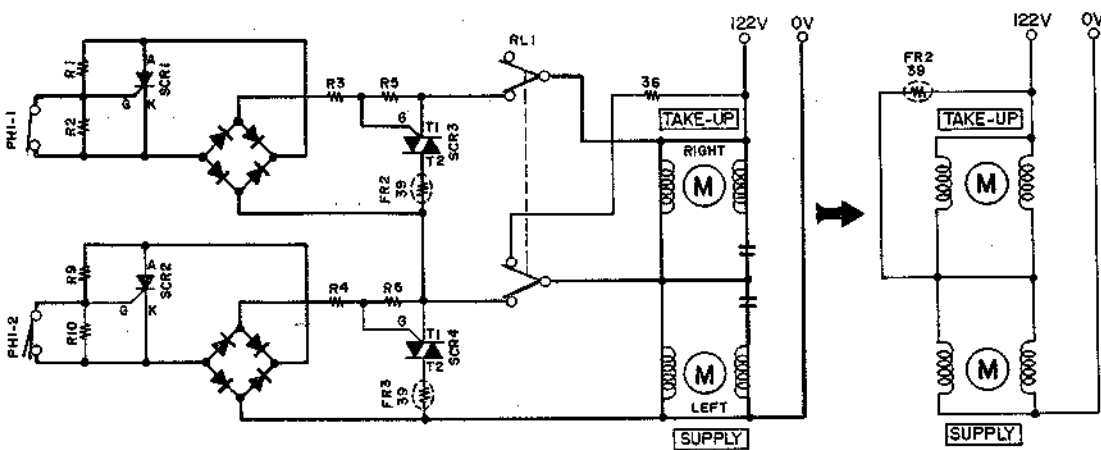 122V
0V
RL1
R1
A
SCR1
G
K
R2
PH1-1
R3
R5
G
T1
SCR3
T2
FR2
39
36
TAKE-UP
RIGHT
M
R9
A
SCR2
G
K
R10
PH1-2
R4
R6
G
T1
SCR4
T2
FR3
39
M
LEFT
SUPPLY
122V
0V
FR2
39
TAKE-UP
M
M
SUPPLY